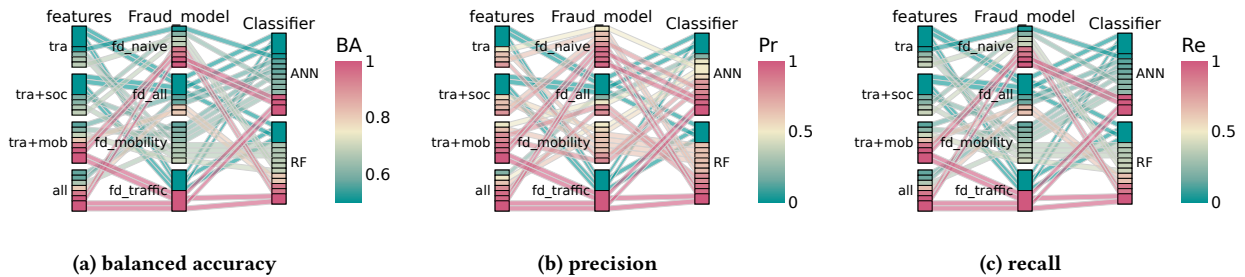 features
Fraud_model
Classifier
tra
tra+soc
tra+mob
all
fd_naive
fd_all
fd_mobility
fd_traffic
ANN
RF
BA
1
0.8
0.6
(a) balanced accuracy
features
Fraud_model
Classifier
tra
tra+soc
tra+mob
all
fd_naive
fd_all
fd_mobility
fd_traffic
ANN
RF
Pr
1
0.5
0
(b) precision
features
Fraud_model
Classifier
tra
tra+soc
tra+mob
all
fd_naive
fd_all
fd_mobility
fd_traffic
ANN
RF
Re
1
0.5
0
(c) recall